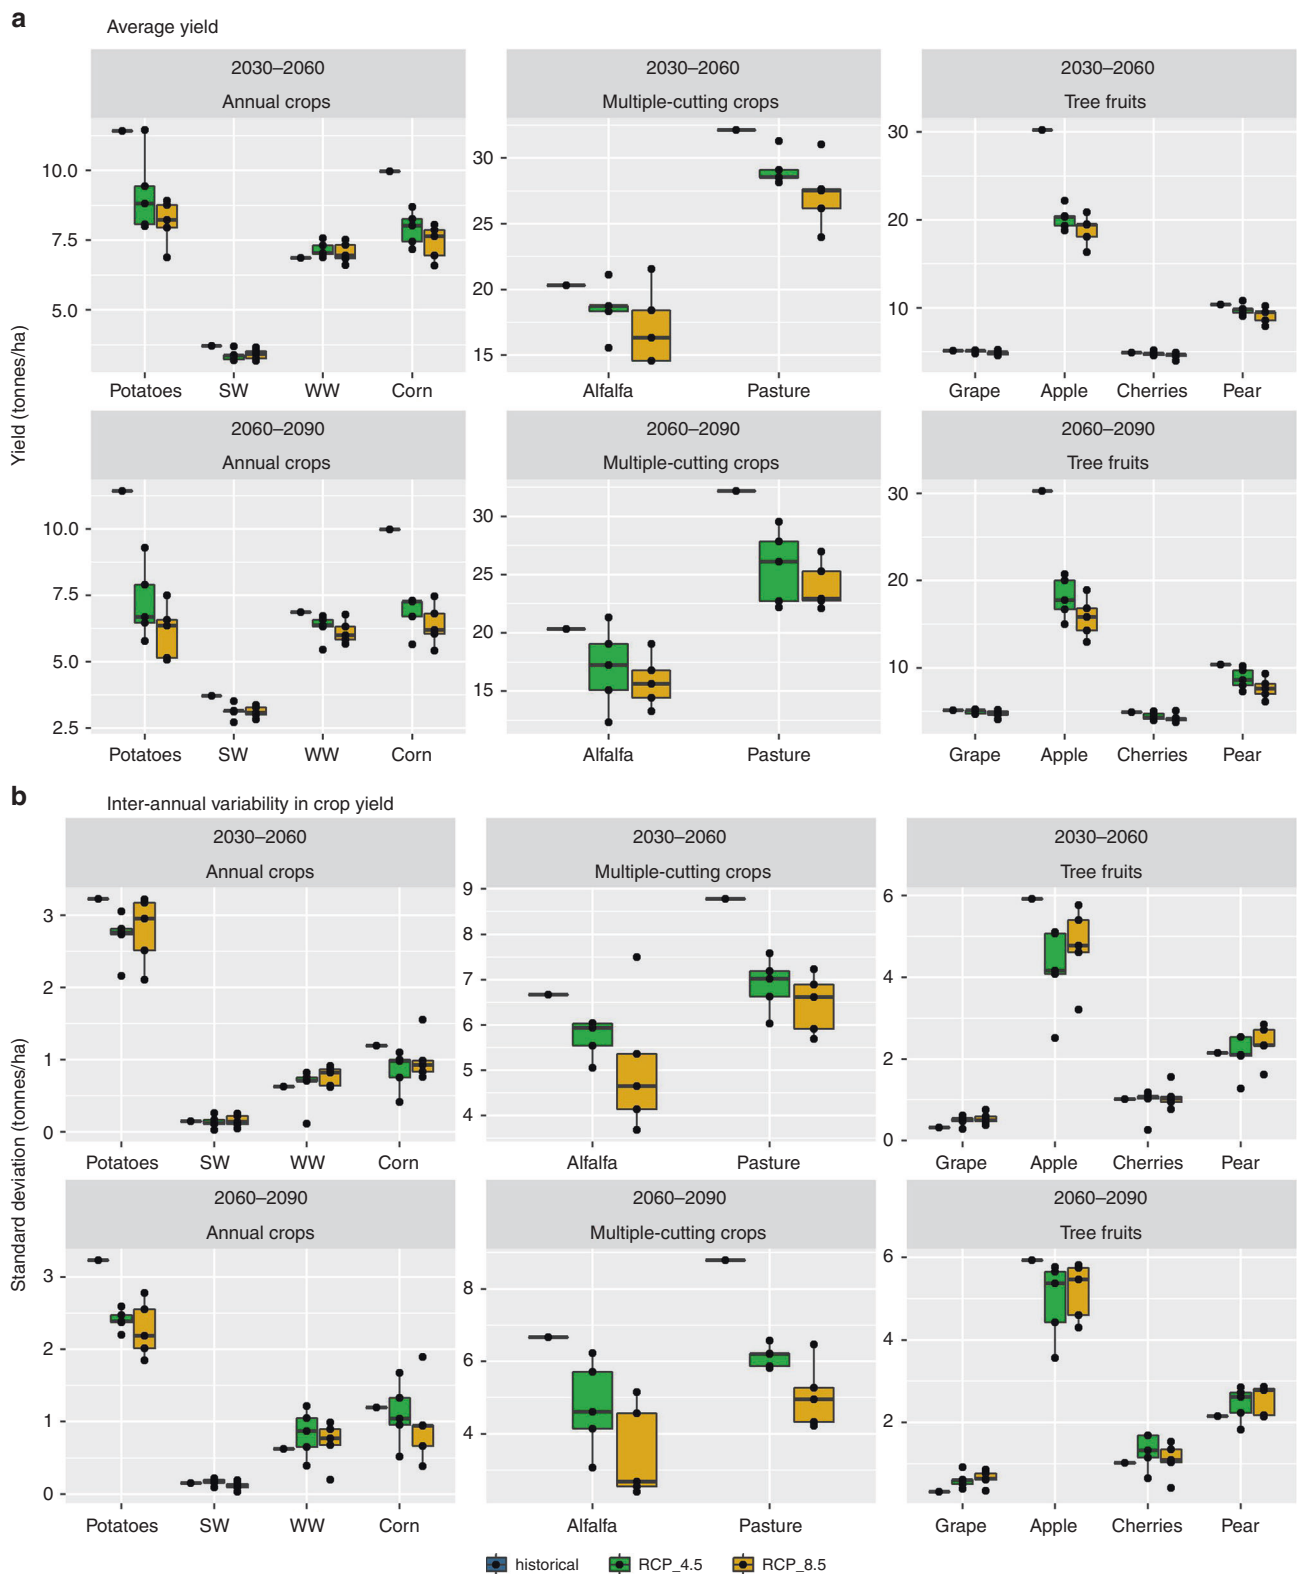 a
Average yield
2030–2060
Annual crops
2030–2060
Multiple-cutting crops
2030–2060
Tree fruits
10.0
7.5
5.0
30
25
20
15
30
20
10
Potatoes SW WW Corn
Alfalfa Pasture
Grape Apple Cherries Pear
Yield (tonnes/ha)
2060–2090
Annual crops
2060–2090
Multiple-cutting crops
2060–2090
Tree fruits
10.0
7.5
5.0
2.5
30
25
20
15
30
20
10
Potatoes SW WW Corn
Alfalfa Pasture
Grape Apple Cherries Pear
b
Inter-annual variability in crop yield
2030–2060
Annual crops
2030–2060
Multiple-cutting crops
2030–2060
Tree fruits
3
2
1
0
9
8
7
6
5
4
6
4
2
0
Potatoes SW WW Corn
Alfalfa Pasture
Grape Apple Cherries Pear
Standard deviation (tonnes/ha)
2060–2090
Annual crops
2060–2090
Multiple-cutting crops
2060–2090
Tree fruits
3
2
1
0
8
6
4
6
4
2
Potatoes SW WW Corn
Alfalfa Pasture
Grape Apple Cherries Pear
historical RCP_4.5 RCP_8.5